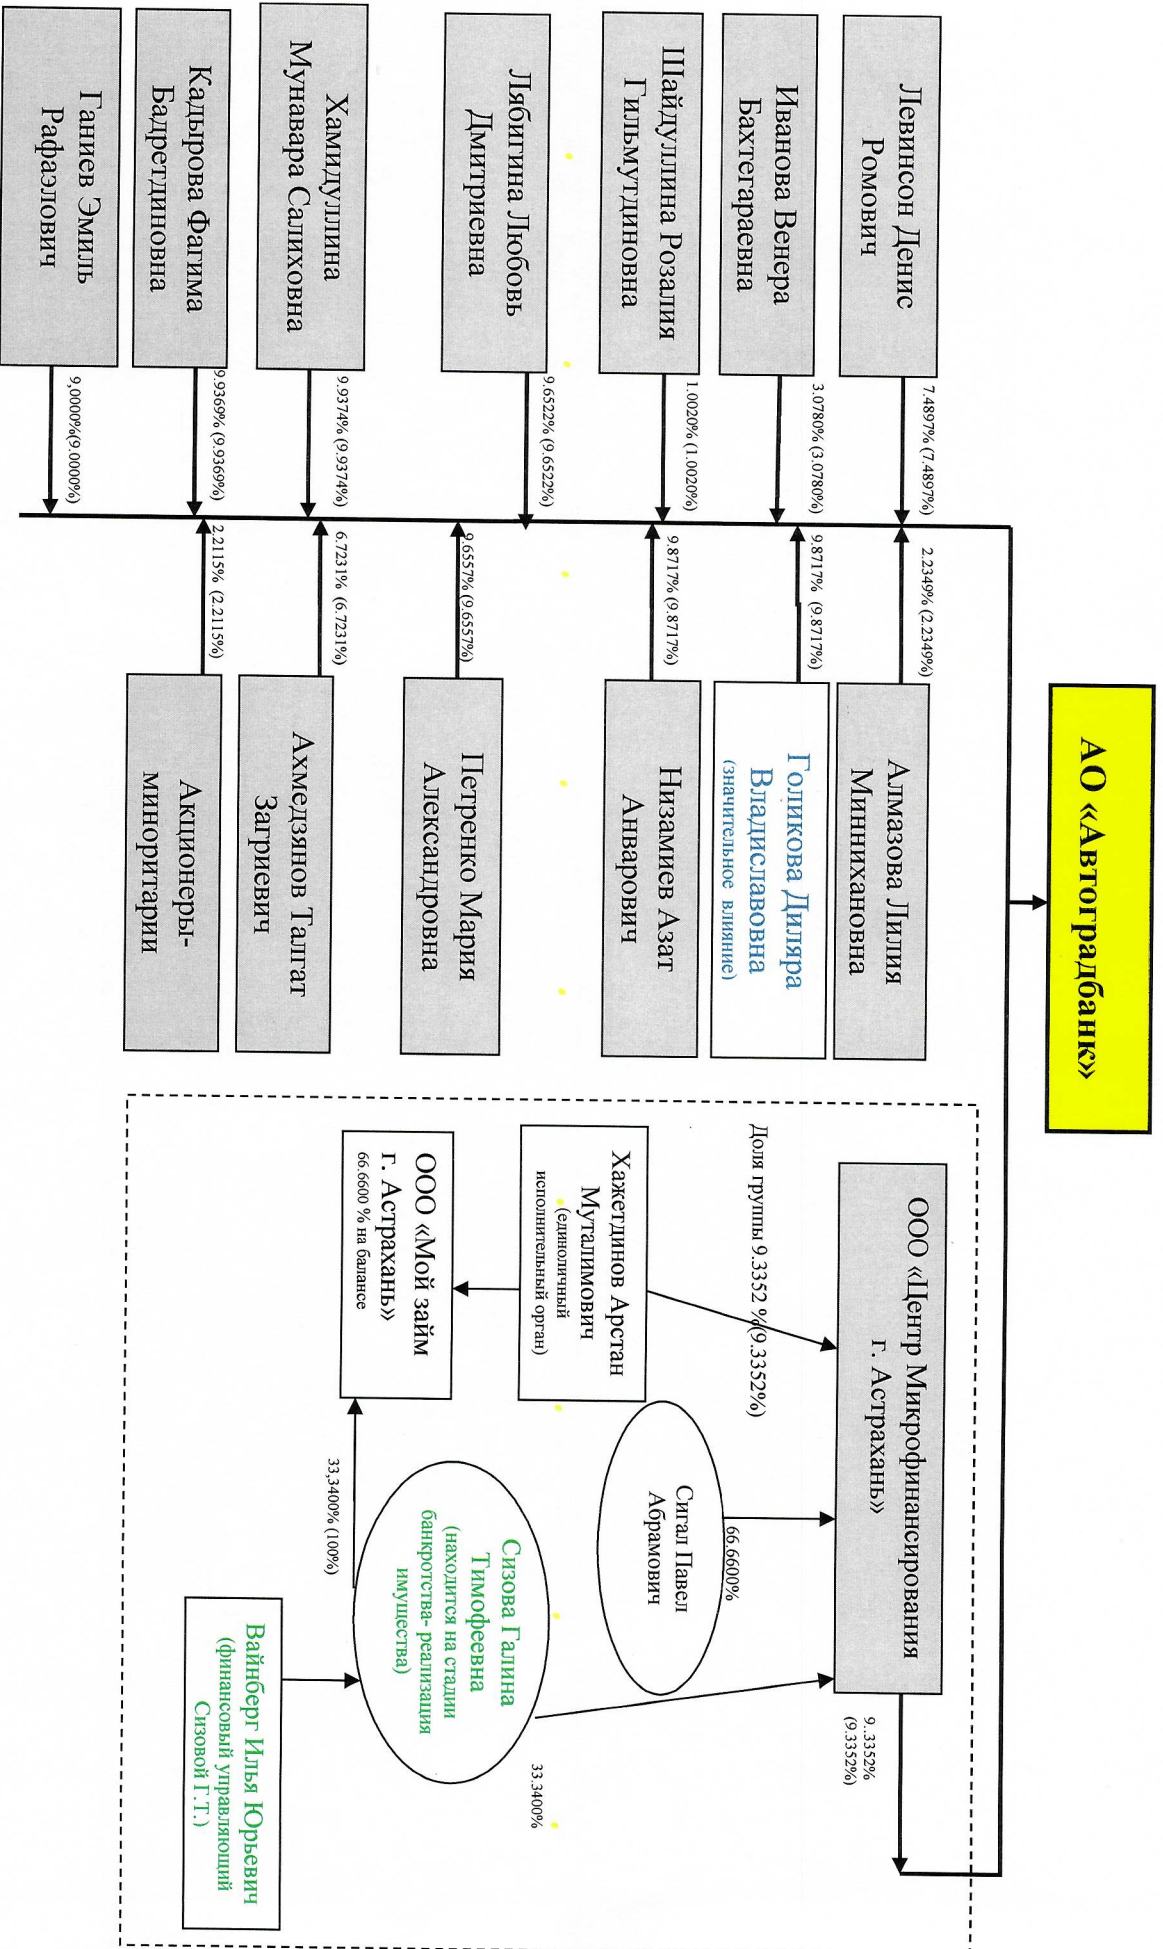 АО «Автоградбанк»
Левинсон Денис
Ромович
7.4897% (7.4897%)
2.2349% (2.2349%)
Алмазова Лилия
Миннихановна
Иванова Венера
Бахтегараевна
3.0780% (3.0780%)
9.8717% (9.8717%)
Голикова Диляра
Владиславовна
(значительное влияние)
Шайдуллина Розалия
Гильмутдиновна
1.0020% (1.0020%)
9.8717% (9.8717%)
Низамиев Азат
Анварович
Лябигина Любовь
Дмитриевна
9.6522% (9.6522%)
9.6557% (9.6557%)
Петренко Мария
Александровна
Хамидуллина
Мунавара Салиховна
9.9374% (9.9374%)
6.7231% (6.7231%)
Ахмедзянов Талгат
Загриевич
Кадырова Фагима
Бадретдиновна
9.9369% (9.9369%)
2.2115% (2.2115%)
Акционеры-
миноритарии
Ганиев Эмиль
Рафаэлович
9,0000%(9.0000%)
ООО «Центр Микрофинансирования
г. Астрахань»
9..3352%
(9.3352%)
Доля группы 9.3352 %(9.3352%)
66.6600%
Сигал Павел
Абрамович
Хажетдинов Арстан
Муталимович
(единоличный
исполнительный орган)
33.3400%
Сизова Галина
Тимофеевна
(находится на стадии
банкротства- реализация
имущества)
ООО «Мой займ
г. Астрахань»
66.6600 % на балансе
33,3400% (100%)
Вайнберг Илья Юрьевич
(финансовый управляющий
Сизовой Г.Т.)